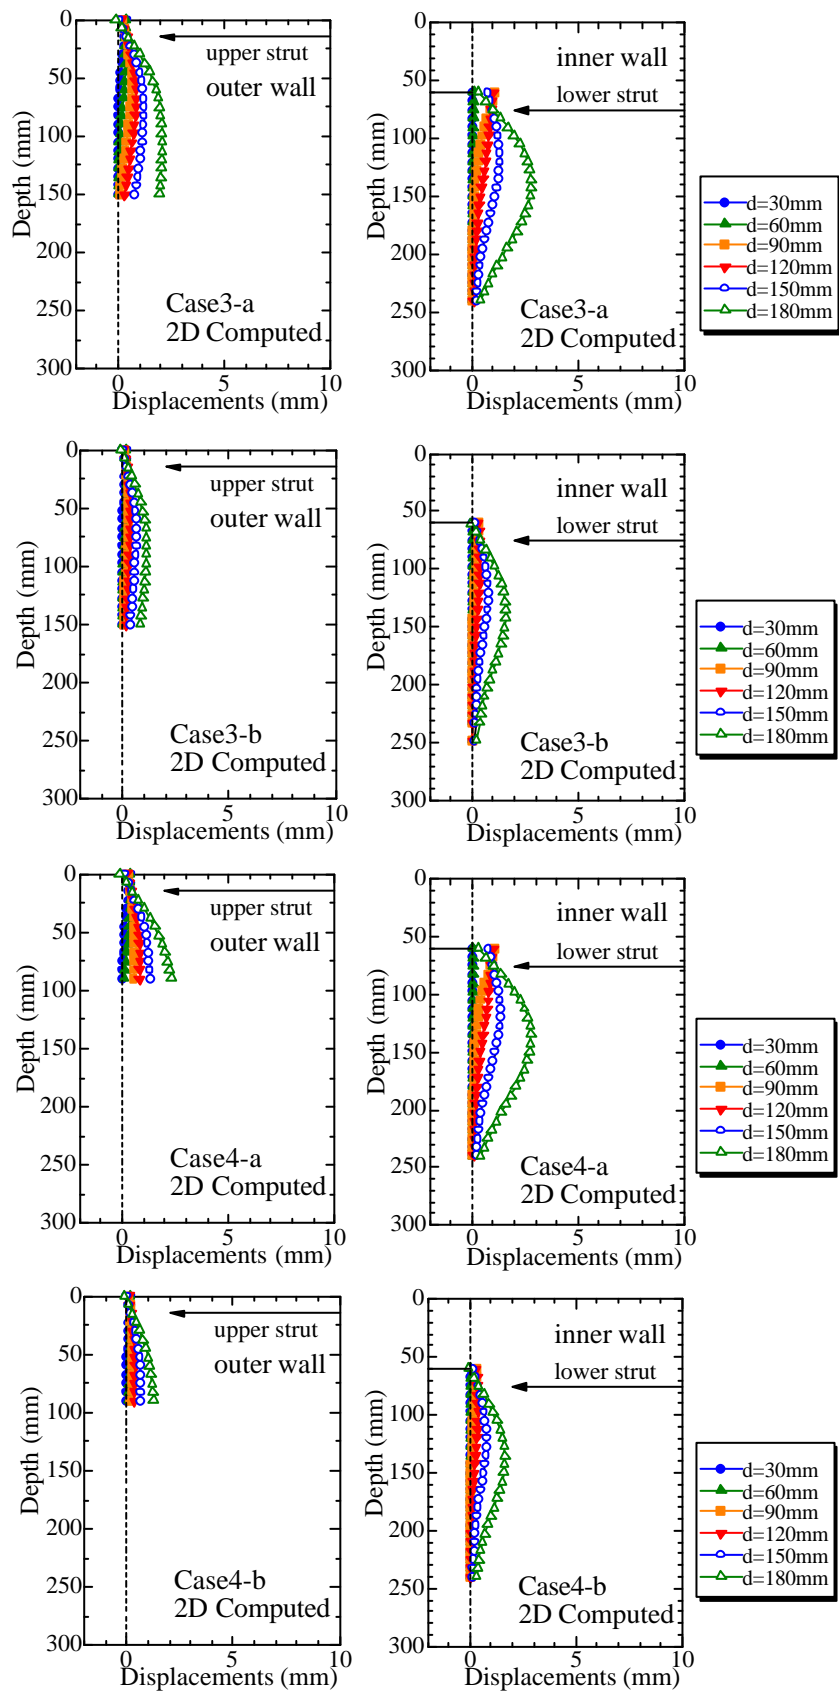 0
50
100
150
200
250
300
Depth (mm)
upper strut
outer wall
Case3-a
2D Computed
0
5
10
Displacements (mm)
0
50
100
150
200
250
300
Depth (mm)
inner wall
lower strut
Case3-a
2D Computed
0
5
10
Displacements (mm)
d=30mm
d=60mm
d=90mm
d=120mm
d=150mm
d=180mm
0
50
100
150
200
250
300
Depth (mm)
upper strut
outer wall
Case3-b
2D Computed
0
5
10
Displacements (mm)
0
50
100
150
200
250
300
Depth (mm)
inner wall
lower strut
Case3-b
2D Computed
0
5
10
Displacements (mm)
d=30mm
d=60mm
d=90mm
d=120mm
d=150mm
d=180mm
0
50
100
150
200
250
300
Depth (mm)
upper strut
outer wall
Case4-a
2D Computed
0
5
10
Displacements (mm)
0
50
100
150
200
250
300
Depth (mm)
inner wall
lower strut
Case4-a
2D Computed
0
5
10
Displacements (mm)
d=30mm
d=60mm
d=90mm
d=120mm
d=150mm
d=180mm
0
50
100
150
200
250
300
Depth (mm)
upper strut
outer wall
Case4-b
2D Computed
0
5
10
Displacements (mm)
0
50
100
150
200
250
300
Depth (mm)
inner wall
lower strut
Case4-b
2D Computed
0
5
10
Displacements (mm)
d=30mm
d=60mm
d=90mm
d=120mm
d=150mm
d=180mm